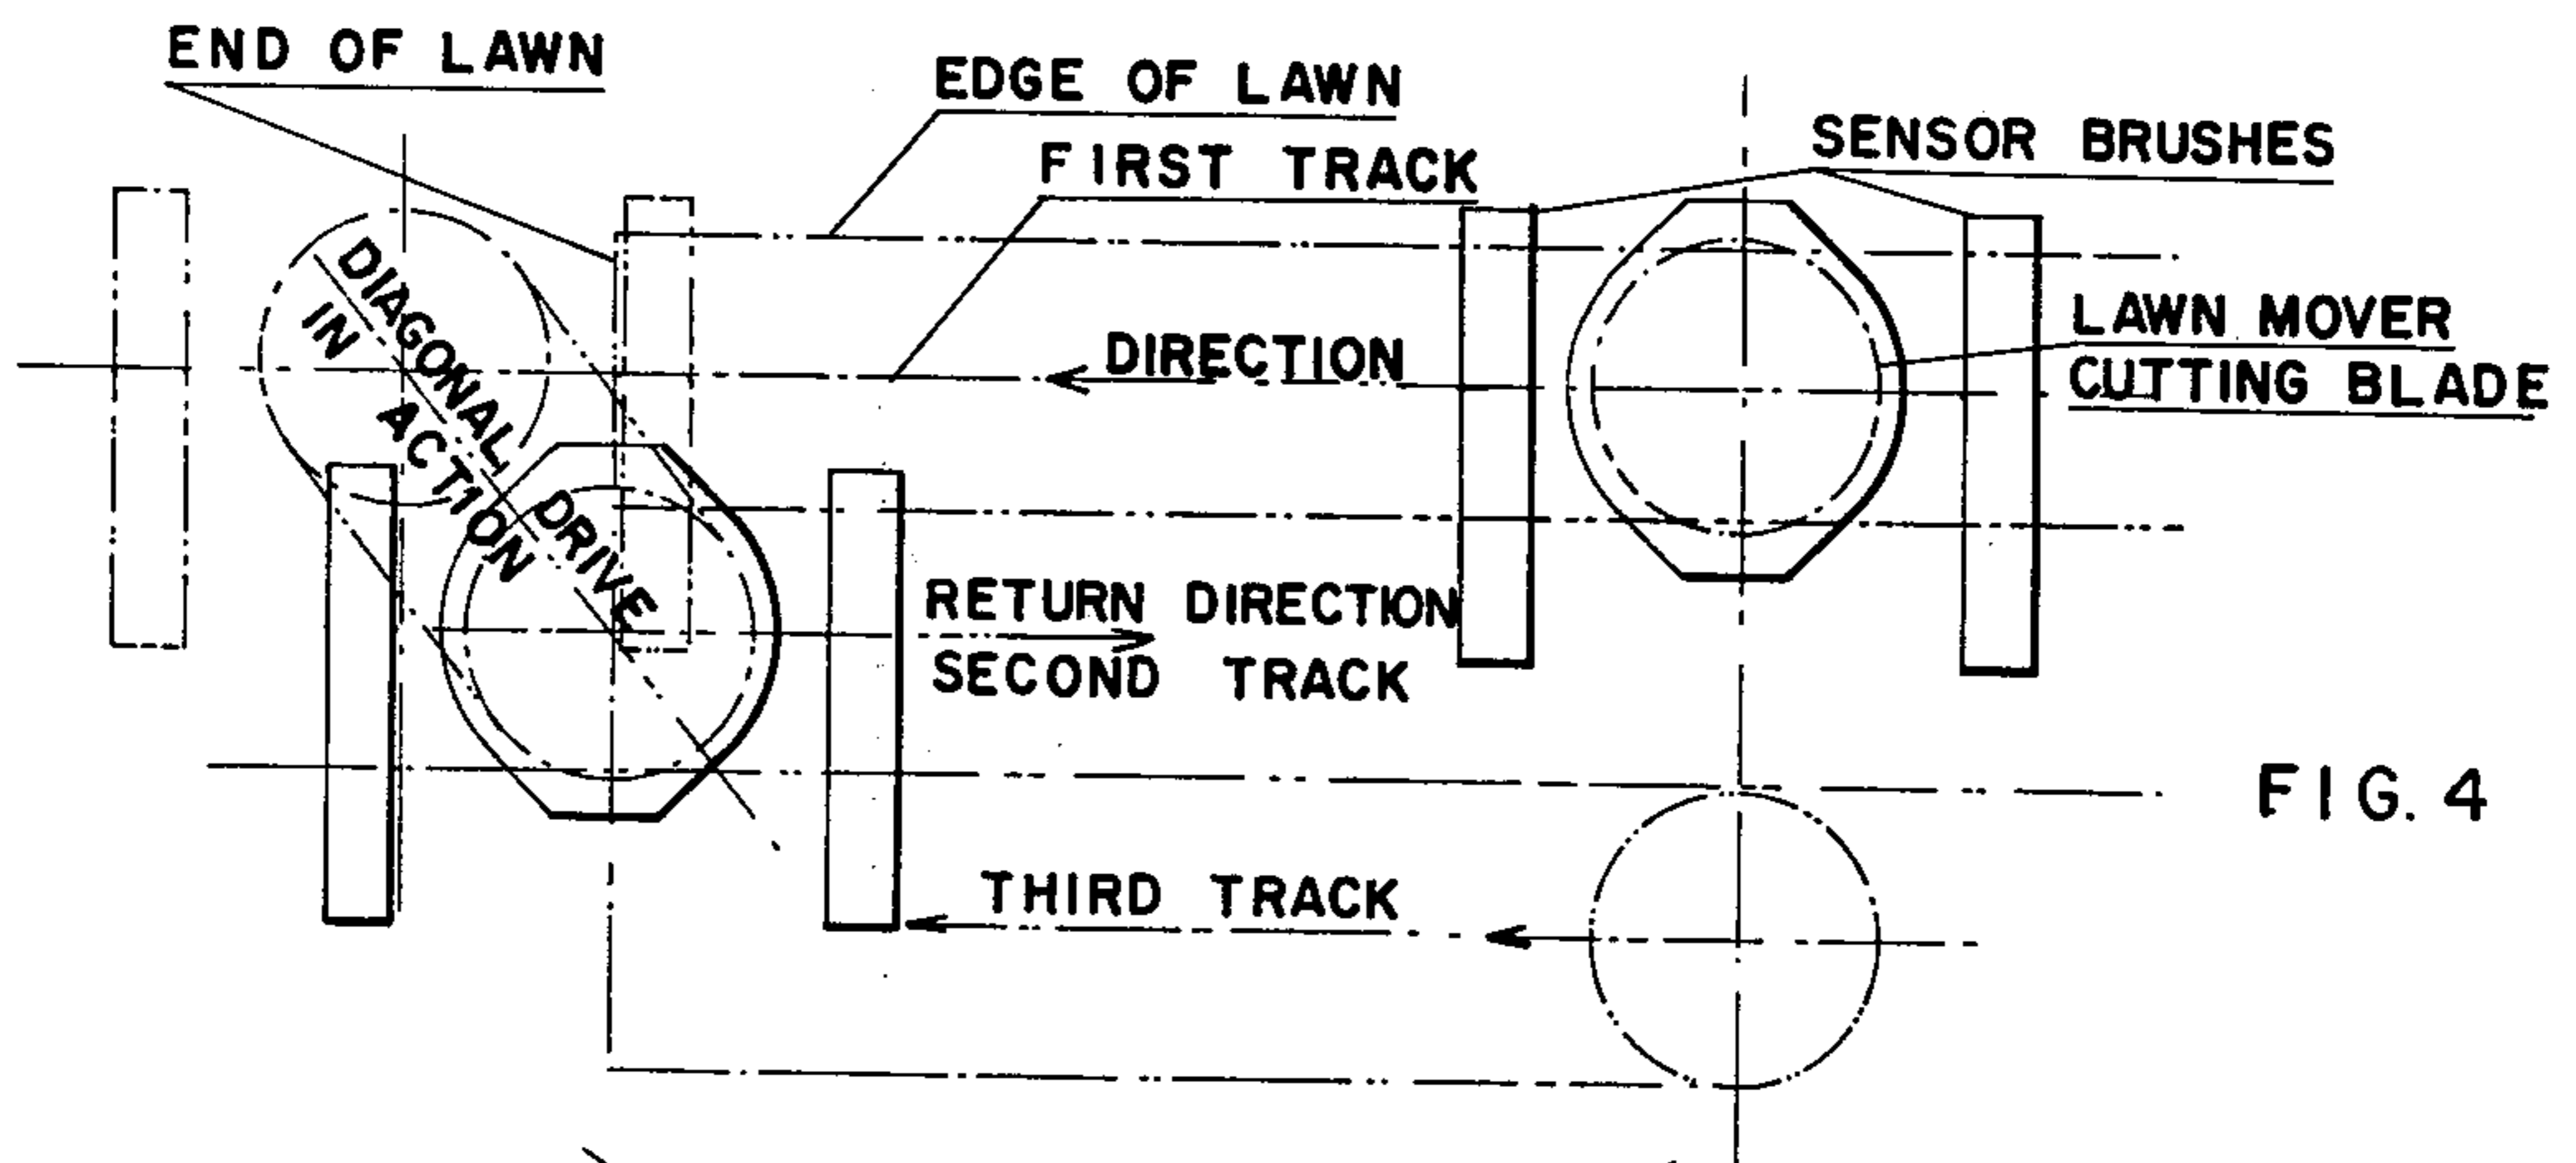 END OF LAWN
EDGE OF LAWN
FIRST TRACK
SENSOR BRUSHES
DIRECTION
LAWN MOVER
CUTTING BLADE
DIAGONAL DRIVE
IN ACTION
RETURN DIRECTION
SECOND TRACK
THIRD TRACK
FIG. 4